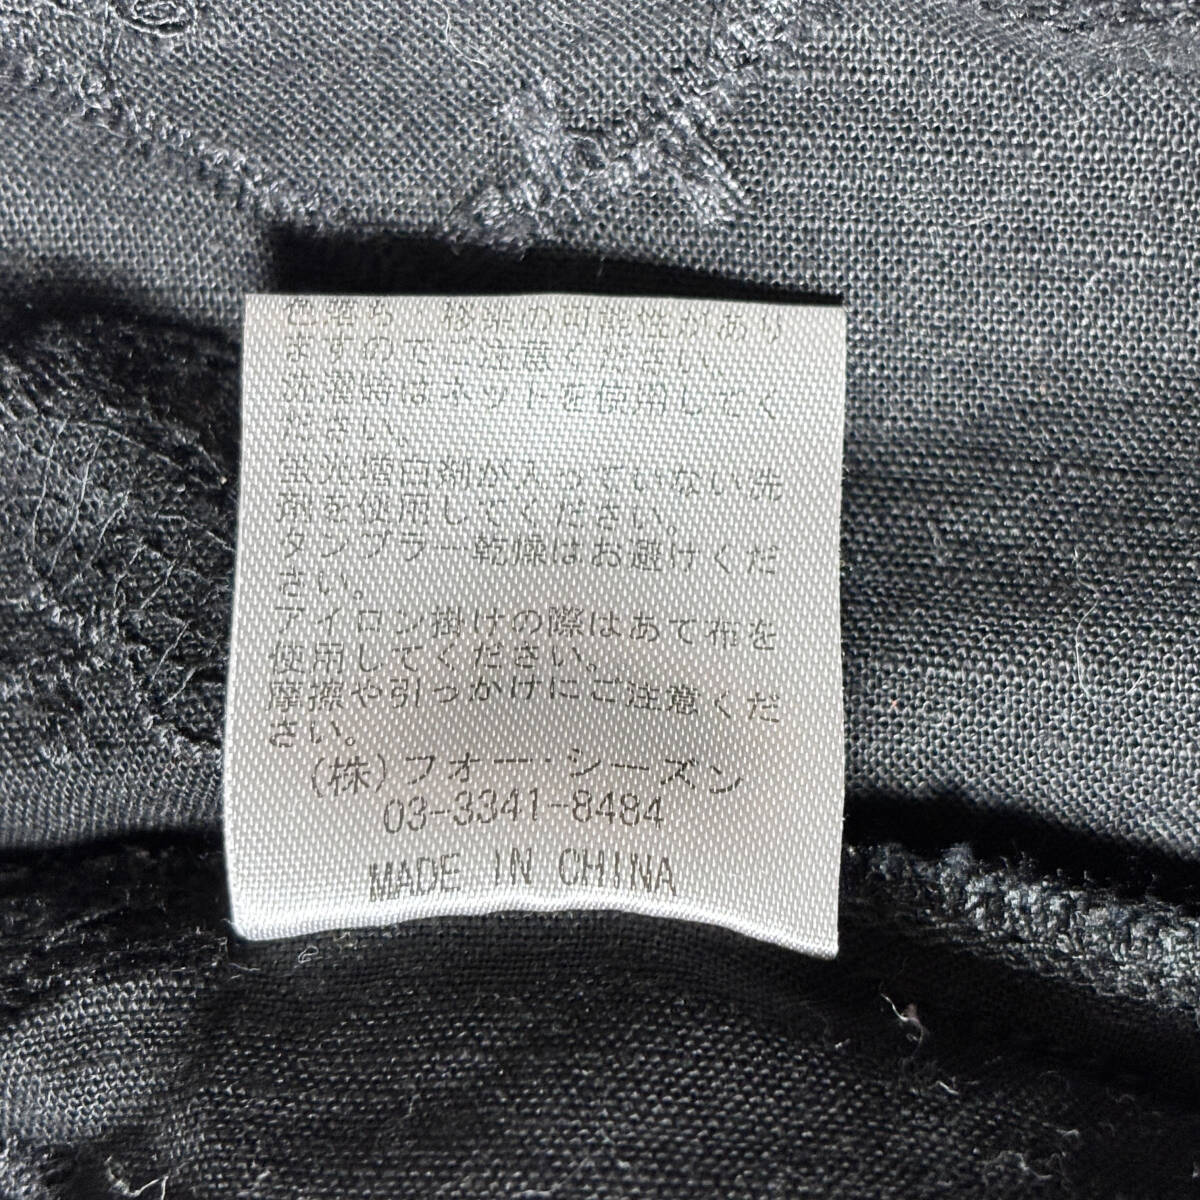 色落ち、移染の可能性があり
ますのでご注意ください。
洗濯時はネットを使用してく
ださい。
蛍光増白剤が入っていない洗
剤を使用してください。
タンブラー乾燥はお避けくだ
さい。
アイロン掛けの際はあて布を
使用してください。
摩擦や引っかけにご注意くだ
さい。
(株)フォー・シーズン
03-3341-8484
MADE IN CHINA